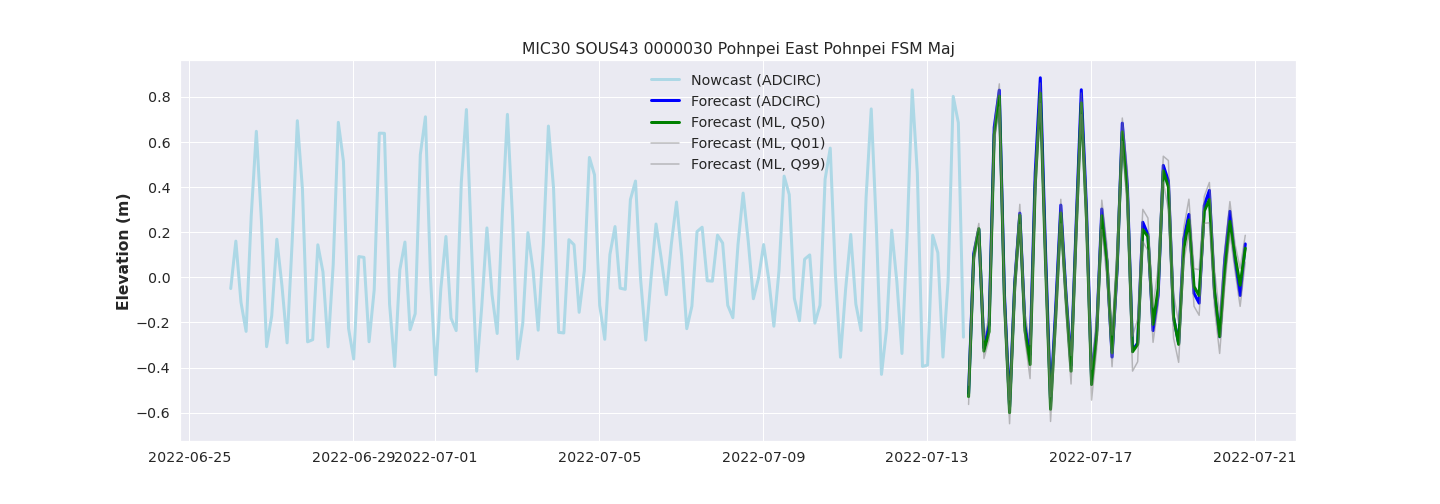 MIC30 SOUS43 0000030 Pohnpei East Pohnpei FSM Maj
Nowcast (ADCIRC)
Forecast (ADCIRC)
Forecast (ML, Q50)
Forecast (ML, Q01)
Forecast (ML, Q99)
Elevation (m)
0.8
0.6
0.4
0.2
0.0
−0.2
−0.4
−0.6
2022-06-25 2022-06-29 2022-07-01 2022-07-05 2022-07-09 2022-07-13 2022-07-17 2022-07-21